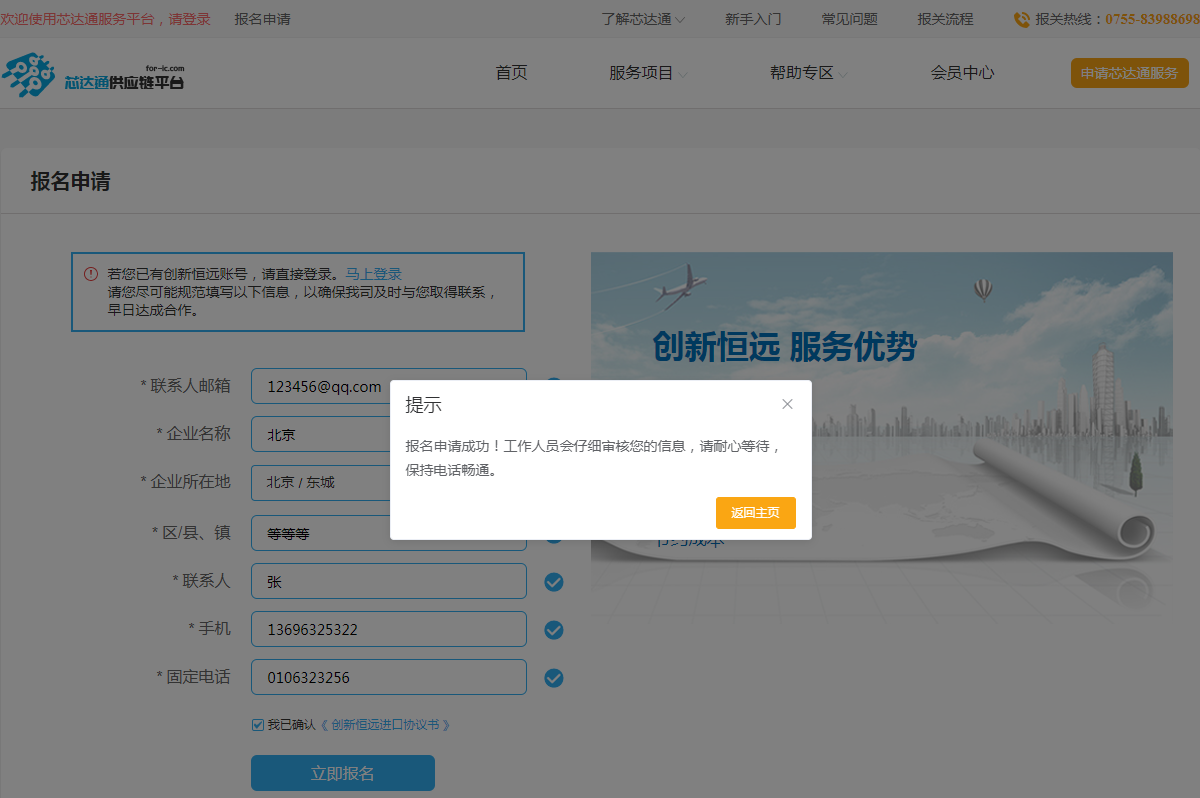 欢迎使用芯达通服务平台，请登录 报名申请 了解芯达通 新手入门 常见问题 报关流程 报关热线：0755-83988698
for-ic.com
芯达通供应链平台
首页 服务项目 帮助专区 会员中心 申请芯达通服务
报名申请
若您已有创新恒远账号，请直接登录。马上登录
请您尽可能规范填写以下信息，以确保我司及时与您取得联系，
早日达成合作。
创新恒远 服务优势
* 联系人邮箱 123456@qq.com
* 企业名称 北京
* 企业所在地 北京 / 东城
* 区/县、镇 等等等
提示
报名申请成功！工作人员会仔细审核您的信息，请耐心等待，
保持电话畅通。
返回主页
节约成本
* 联系人 张
* 手机 13696325322
* 固定电话 0106323256
我已确认《 创新恒远进口协议书 》
立即报名